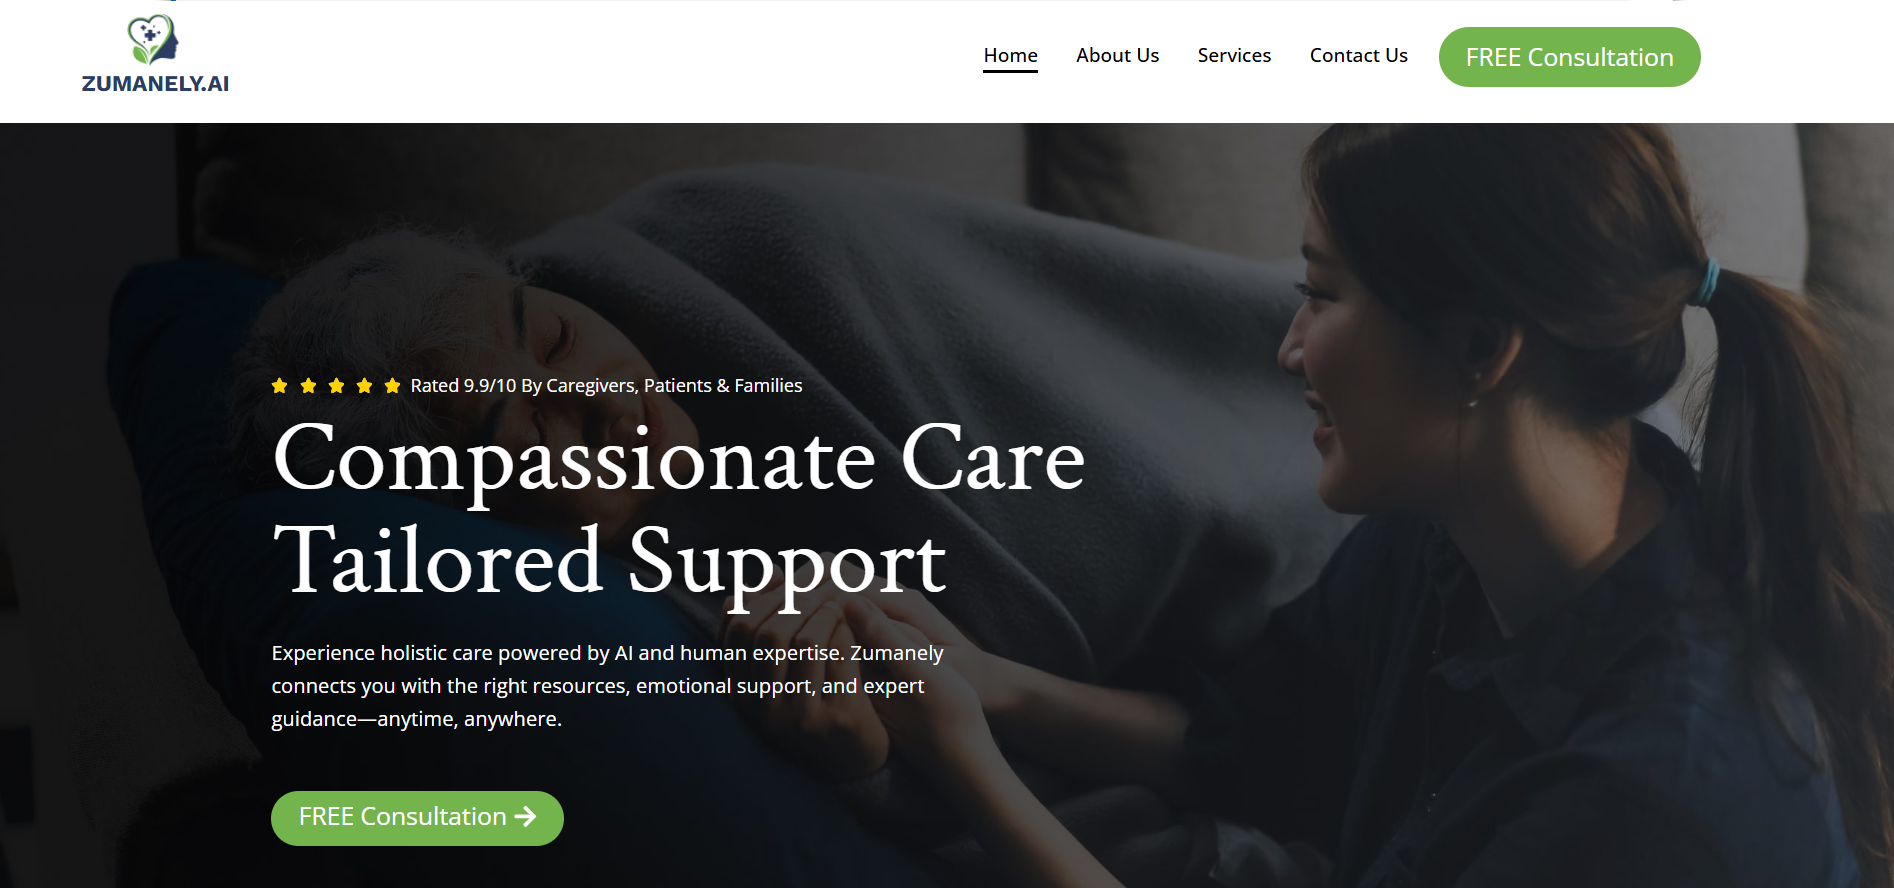 ZUMANELY.AI
Home
About Us
Services
Contact Us
FREE Consultation
Rated 9.9/10 By Caregivers, Patients & Families
Compassionate Care
Tailored Support
Experience holistic care powered by AI and human expertise. Zumanely
connects you with the right resources, emotional support, and expert
guidance—anytime, anywhere.
FREE Consultation